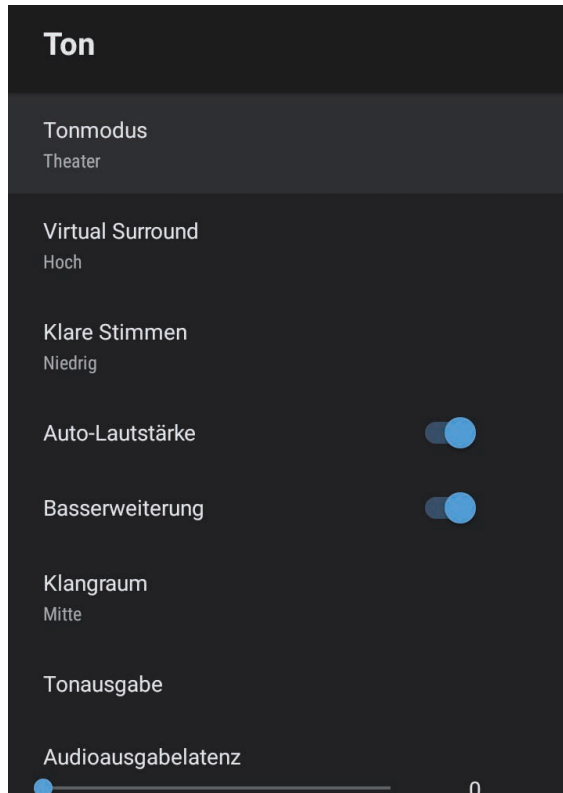 Ton
Tonmodus
Theater
Virtual Surround
Hoch
Klare Stimmen
Niedrig
Auto-Lautstärke
Basserweiterung
Klangraum
Mitte
Tonausgabe
Audioausgabelatenz
0